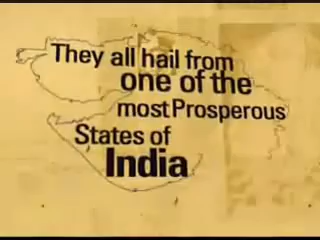 They all hail from
one of the
most Prosperous
States of
India